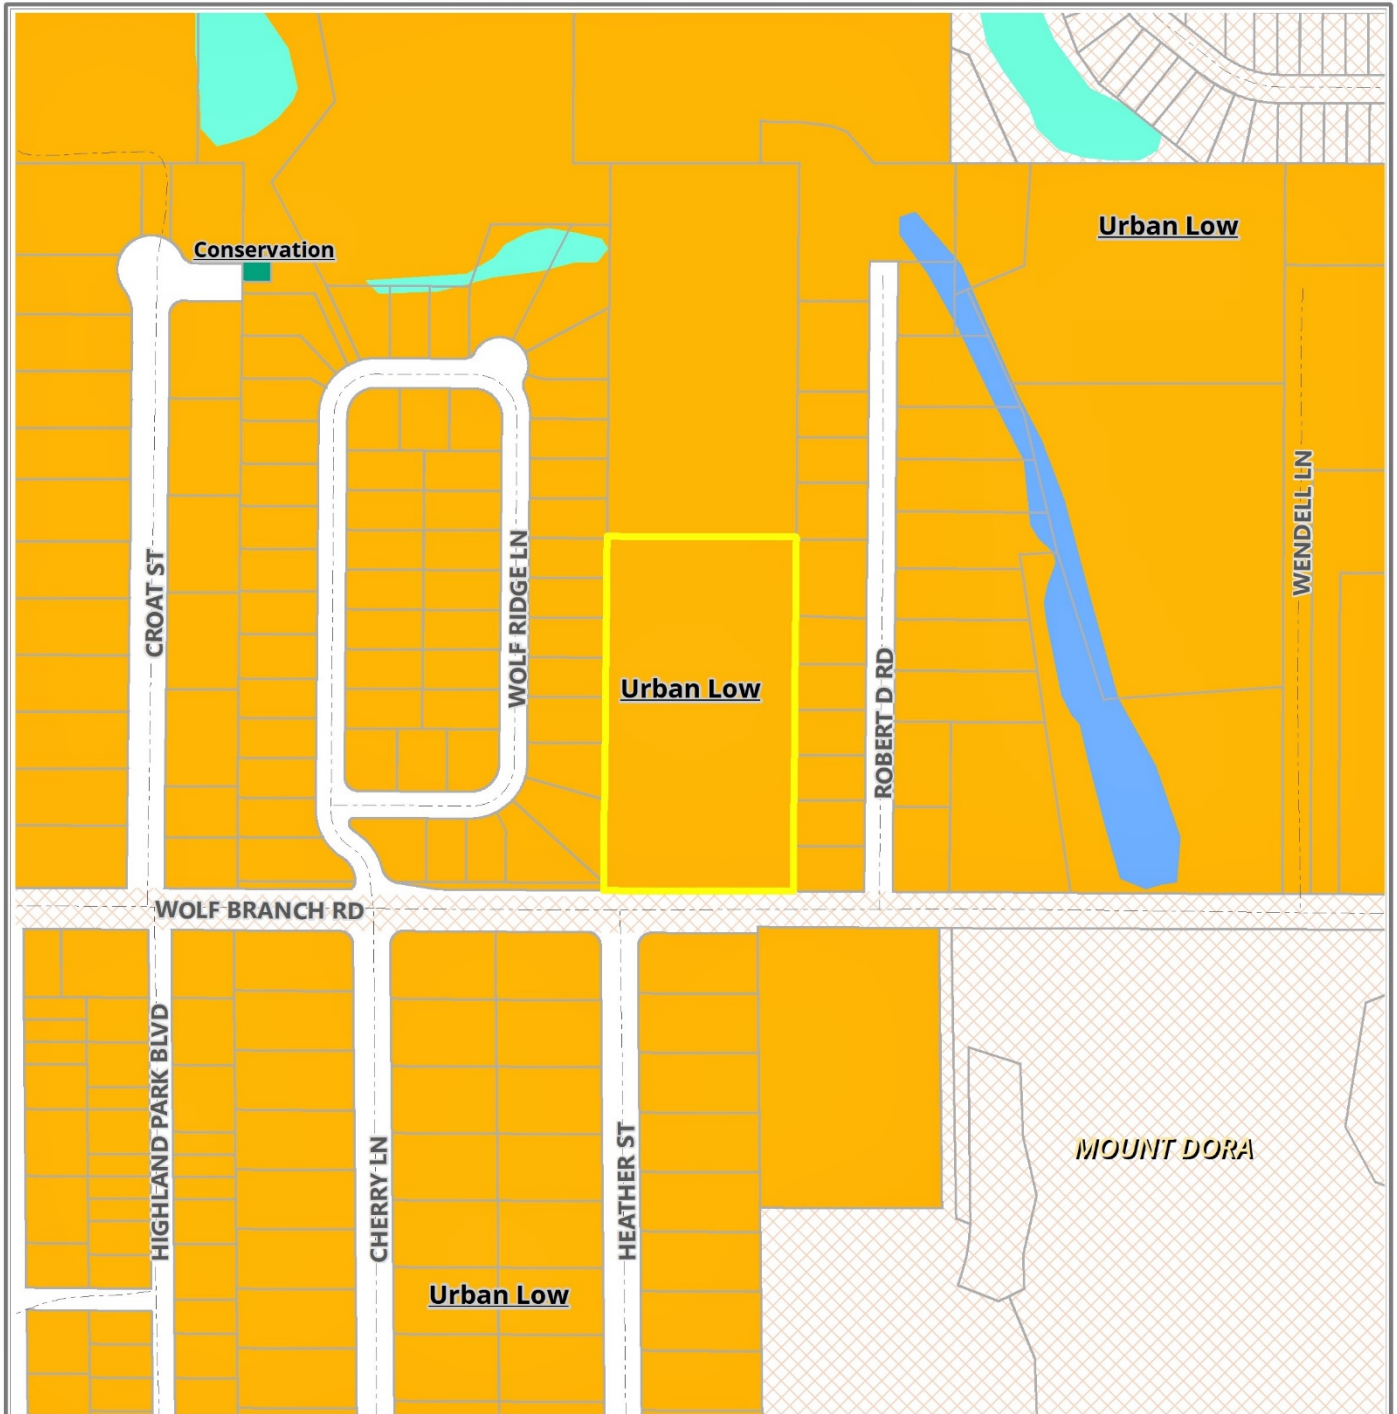 Urban Low
Conservation
WENDELL LN
CROAT ST
WOLF RIDGE LN
Urban Low
ROBERT D RD
WOLF BRANCH RD
HIGHLAND PARK BLVD
CHERRY LN
HEATHER ST
MOUNT DORA
Urban Low